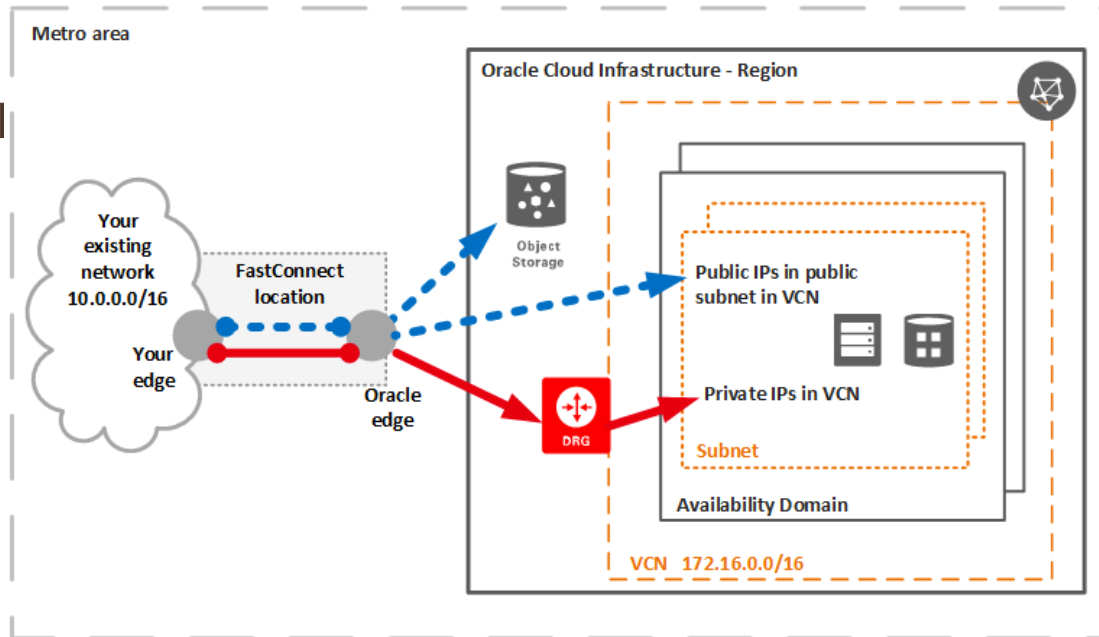 Metro area
Oracle Cloud Infrastructure - Region
Your
existing
network
10.0.0.0/16
FastConnect
location
Your
edge
Oracle
edge
Object
Storage
DRG
Public IPs in public
subnet in VCN
Private IPs in VCN
Subnet
Availability Domain
VCN 172.16.0.0/16